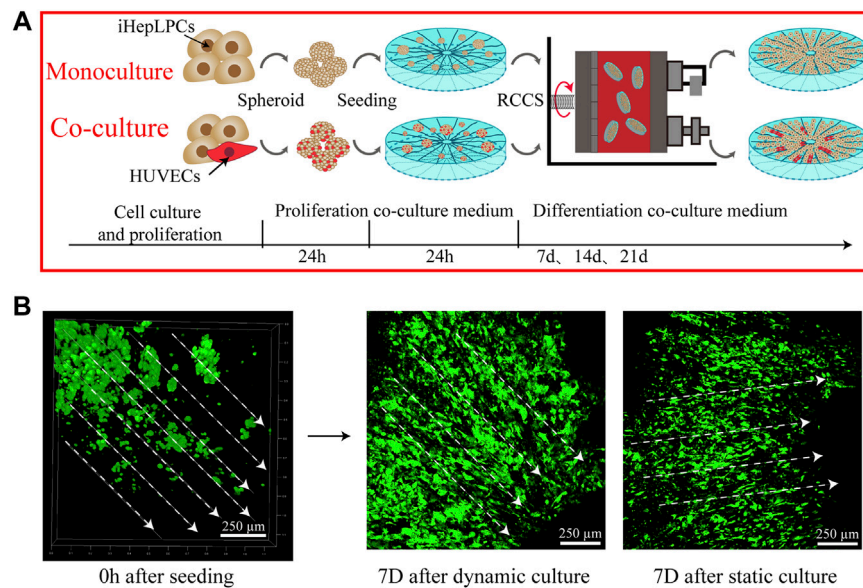 A
iHepLPCs
Monoculture
Spheroid
Seeding
RCCS
Co-culture
HUVECs
Cell culture
and proliferation
Proliferation co-culture medium
Differentiation co-culture medium
24h
24h
7d、14d、21d
B
250 µm
250 µm
250 µm
0h after seeding
7D after dynamic culture
7D after static culture